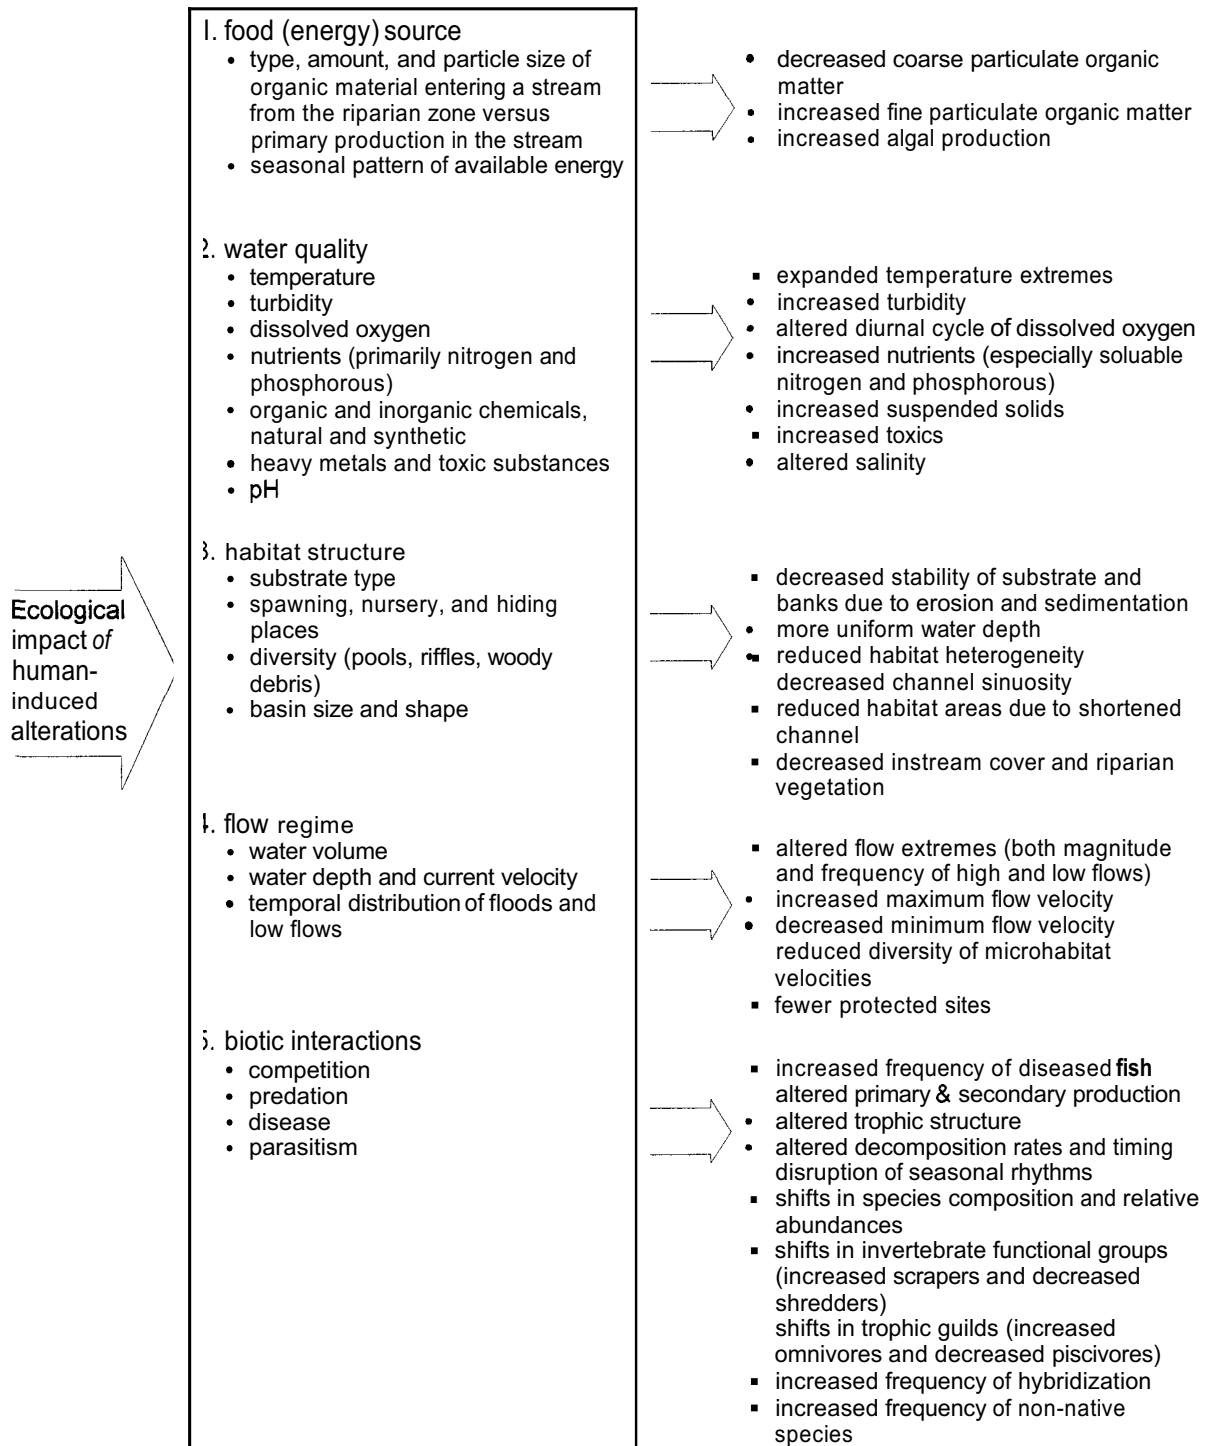 1. food (energy) source
• type, amount, and particle size of
organic material entering a stream
from the riparian zone versus
primary production in the stream
• seasonal pattern of available energy
• decreased coarse particulate organic
matter
• increased fine particulate organic matter
• increased algal production
2. water quality
• temperature
• turbidity
• dissolved oxygen
• nutrients (primarily nitrogen and
phosphorous)
• organic and inorganic chemicals,
natural and synthetic
• heavy metals and toxic substances
• pH
▪ expanded temperature extremes
• increased turbidity
• altered diurnal cycle of dissolved oxygen
• increased nutrients (especially soluable
nitrogen and phosphorous)
• increased suspended solids
▪ increased toxics
• altered salinity
Ecological
impact of
human-
induced
alterations
3. habitat structure
• substrate type
• spawning, nursery, and hiding
places
• diversity (pools, riffles, woody
debris)
• basin size and shape
▪ decreased stability of substrate and
banks due to erosion and sedimentation
• more uniform water depth
▪ reduced habitat heterogeneity
decreased channel sinuosity
▪ reduced habitat areas due to shortened
channel
▪ decreased instream cover and riparian
vegetation
4. flow regime
• water volume
• water depth and current velocity
• temporal distribution of floods and
low flows
▪ altered flow extremes (both magnitude
and frequency of high and low flows)
• increased maximum flow velocity
• decreased minimum flow velocity
reduced diversity of microhabitat
velocities
▪ fewer protected sites
5. biotic interactions
• competition
• predation
• disease
• parasitism
▪ increased frequency of diseased fish
altered primary & secondary production
• altered trophic structure
• altered decomposition rates and timing
disruption of seasonal rhythms
▪ shifts in species composition and relative
abundances
▪ shifts in invertebrate functional groups
(increased scrapers and decreased
shredders)
shifts in trophic guilds (increased
omnivores and decreased piscivores)
▪ increased frequency of hybridization
▪ increased frequency of non-native
species